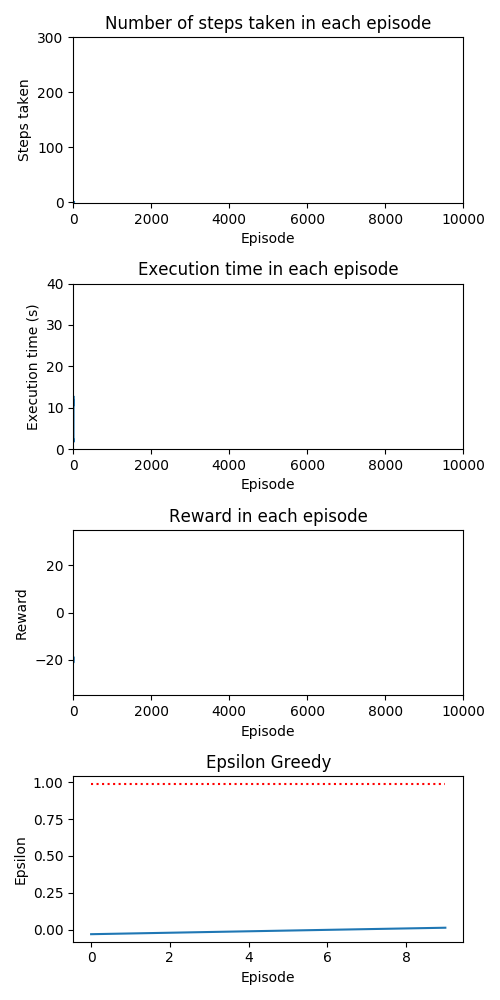 Number of steps taken in each episode
300
200
100
0
Steps taken
0 2000 4000 6000 8000 10000
Episode
Execution time in each episode
40
30
20
10
0
Execution time (s)
0 2000 4000 6000 8000 10000
Episode
Reward in each episode
20
0
−20
Reward
0 2000 4000 6000 8000 10000
Episode
Epsilon Greedy
1.00
0.75
0.50
0.25
0.00
Epsilon
0 2 4 6 8
Episode